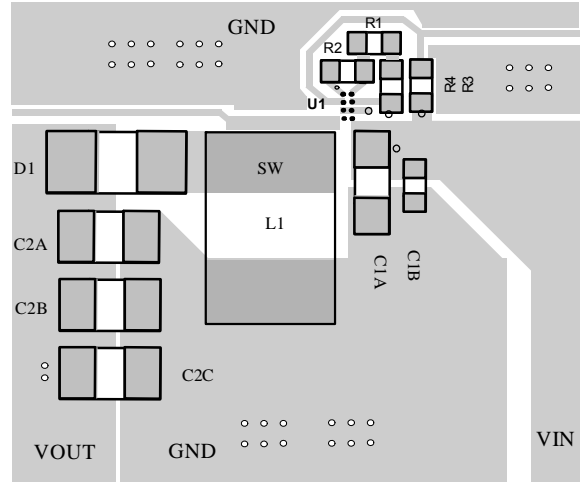 GND
R1
R2
R4
R3
U1
D1
SW
L1
C2A
C2B
C1A
C1B
C2C
VOUT
GND
VIN